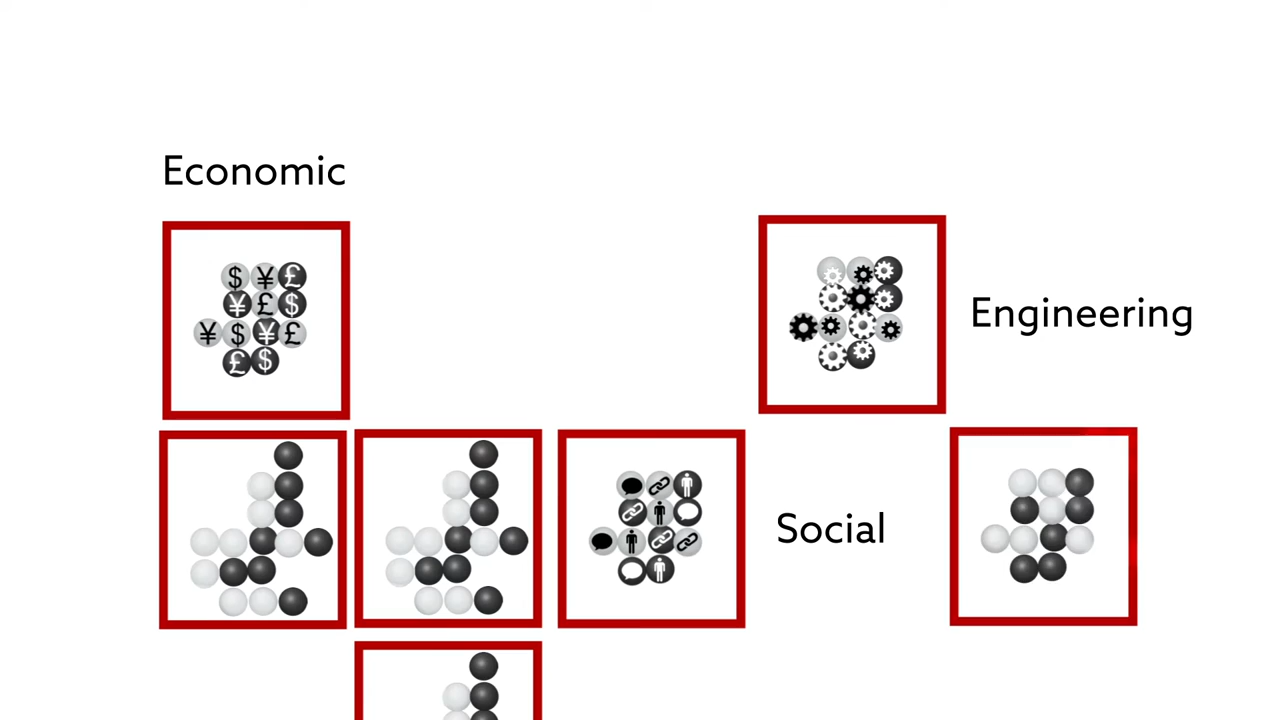 Economic
$ ¥ £
¥ £ $
¥ $ ¥ £
£ $
Engineering
Social